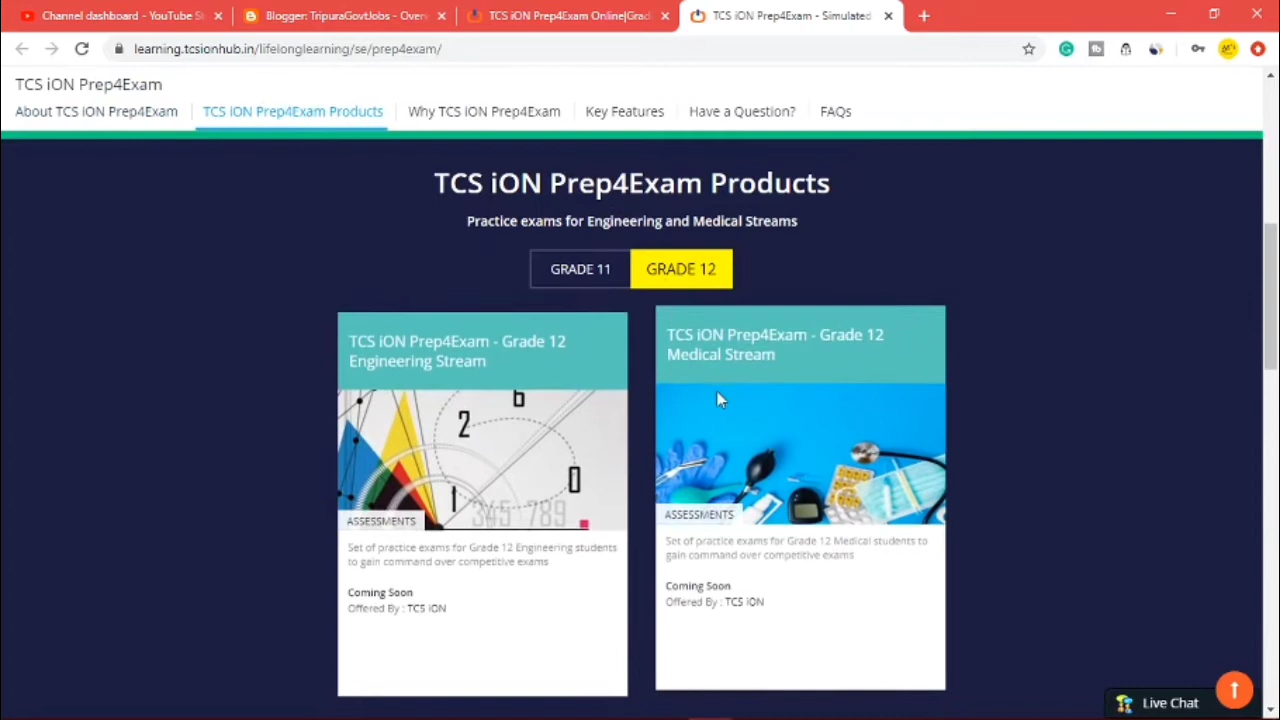 Channel dashboard - YouTube St
Blogger: TripuraGovtJobs - Overv
TCS iON Prep4Exam Online|Grad
TCS iON Prep4Exam - Simulated
learning.tcsionhub.in/lifelonglearning/se/prep4exam/
TCS iON Prep4Exam
About TCS iON Prep4Exam
TCS iON Prep4Exam Products
Why TCS iON Prep4Exam
Key Features
Have a Question?
FAQs
TCS iON Prep4Exam Products
Practice exams for Engineering and Medical Streams
GRADE 11
GRADE 12
TCS iON Prep4Exam - Grade 12
Engineering Stream
6
2
0
1
345 789
ASSESSMENTS
Set of practice exams for Grade 12 Engineering students
to gain command over competitive exams
Coming Soon
Offered By : TCS iON
TCS iON Prep4Exam - Grade 12
Medical Stream
ASSESSMENTS
Set of practice exams for Grade 12 Medical students to
gain command over competitive exams
Coming Soon
Offered By : TCS iON
Live Chat